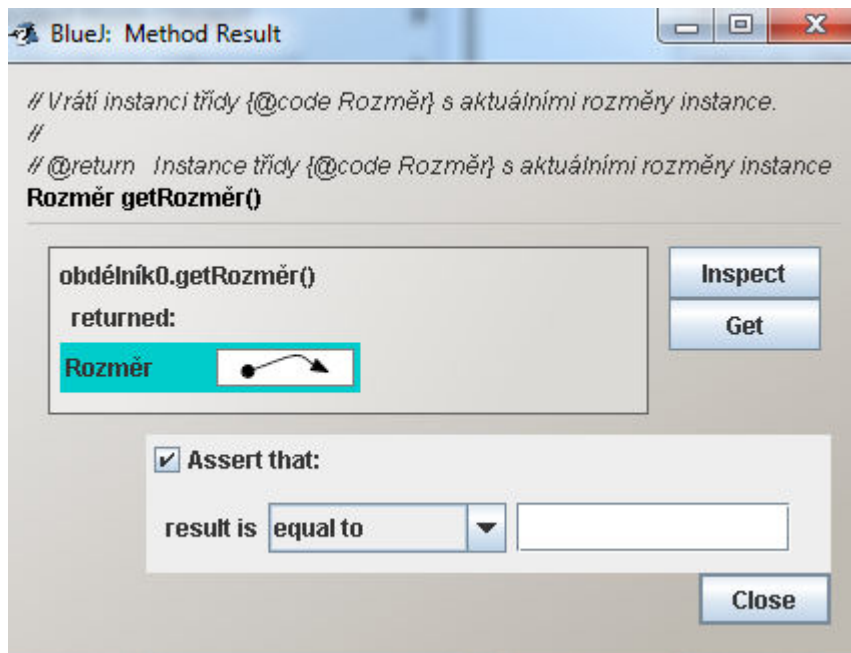 BlueJ: Method Result
// Vrátí instanci třídy {@code Rozměr} s aktuálními rozměry instance.
//
// @return Instance třídy {@code Rozměr} s aktuálními rozměry instance
Rozměr getRozměr()
obdélník0.getRozměr()
Inspect
returned:
Get
Rozměr
Assert that:
result is equal to
Close